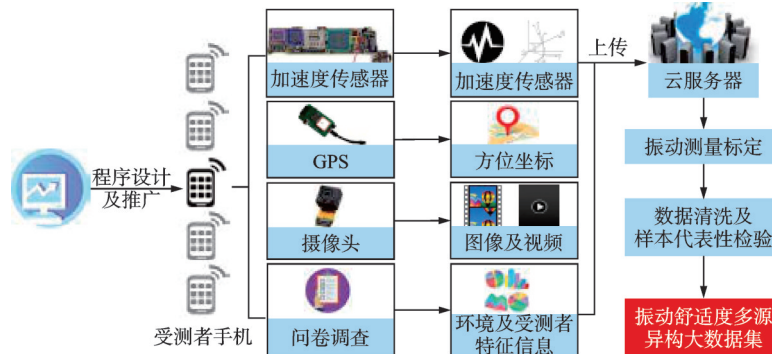 程序设计
及推广
受测者手机
加速度传感器
GPS
摄像头
问卷调查
加速度传感器
方位坐标
图像及视频
环境及受测者
特征信息
上传
云服务器
振动测量标定
数据清洗及
样本代表性检验
振动舒适度多源
异构大数据集